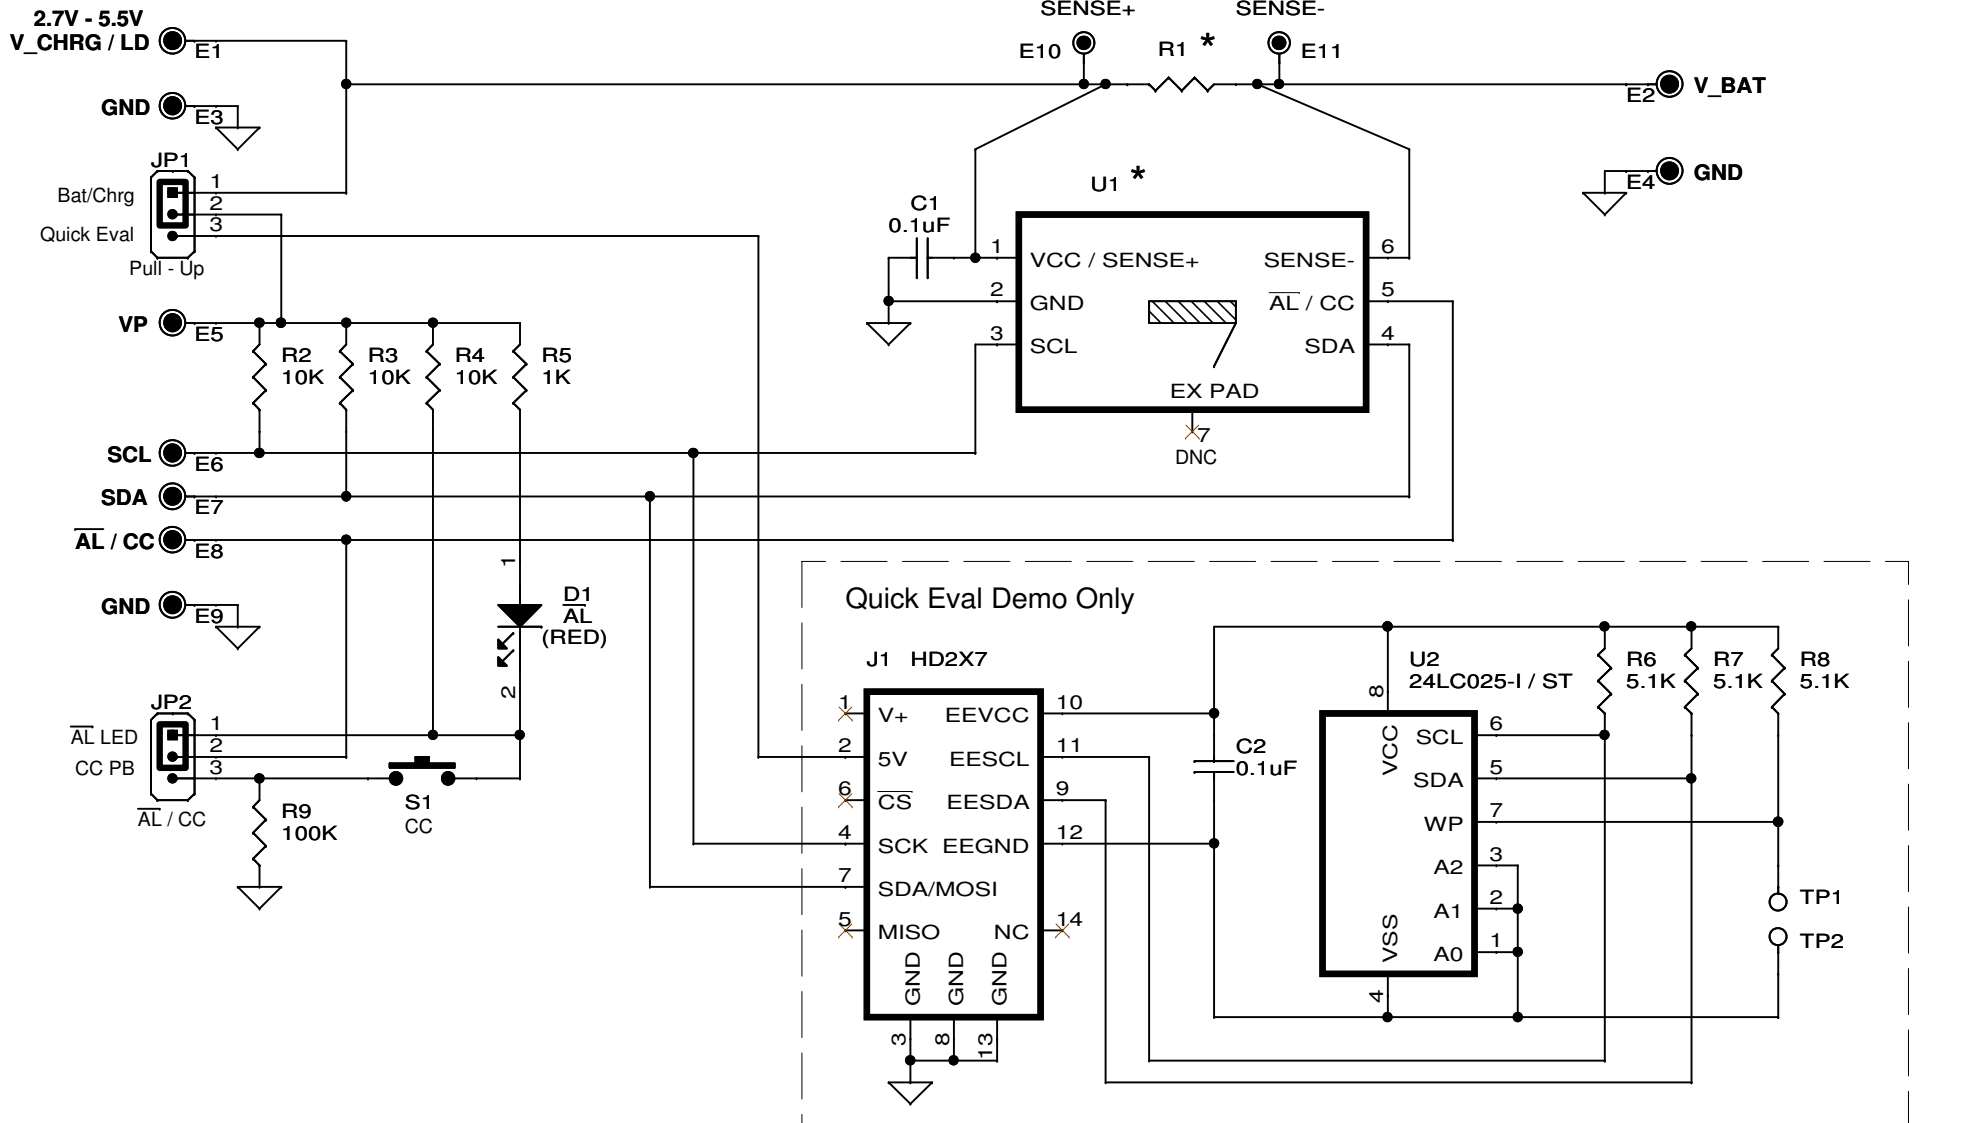 2.7V - 5.5V
V_CHRG / LD
E1
GND
E3
JP1
Bat/Chrg
1
2
3
Quick Eval
Pull - Up
VP
E5
R2
10K
R3
10K
R4
10K
R5
1K
SCL
E6
SDA
E7
AL / CC
E8
GND
E9
1
D1
AL
(RED)
2
JP2
AL LED
CC PB
1
2
3
AL / CC
R9
100K
S1
CC
SENSE+
E10
R1 *
SENSE-
E11
E2
V_BAT
E4
GND
U1 *
C1
0.1uF
1
VCC / SENSE+
2
GND
3
SCL
SENSE-
6
AL / CC
5
SDA
4
EX PAD
7
DNC
Quick Eval Demo Only
J1 HD2X7
1
V+
EEVCC
10
2
5V
EESCL
11
6
CS
EESDA
9
4
SCK
EEGND
12
7
SDA/MOSI
5
MISO
NC
14
GND
GND
GND
3
8
13
C2
0.1uF
U2
24LC025-I / ST
8
VCC
SCL
6
SDA
5
WP
7
A2
3
A1
2
A0
1
VSS
4
R6
5.1K
R7
5.1K
R8
5.1K
TP1
TP2